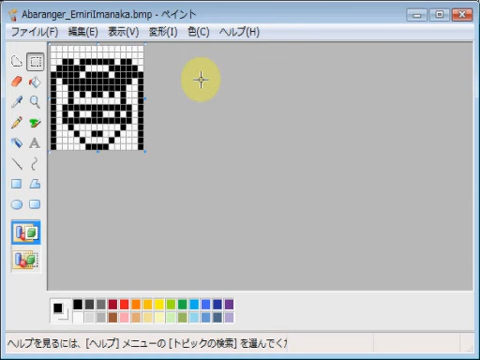 Abaranger_EmiriImanaka.bmp - ペイント
ファイル(F) 編集(E) 表示(V) 変形(I) 色(C) ヘルプ(H)
ヘルプを見るには、[ヘルプ] メニューの [トピックの検索] を選んでくだ